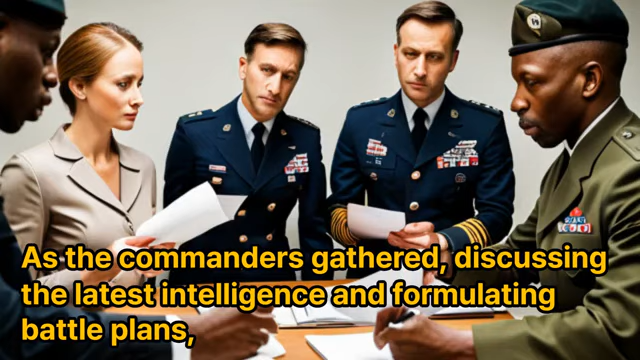 As the commanders gathered, discussing
the latest intelligence and formulating
battle plans,